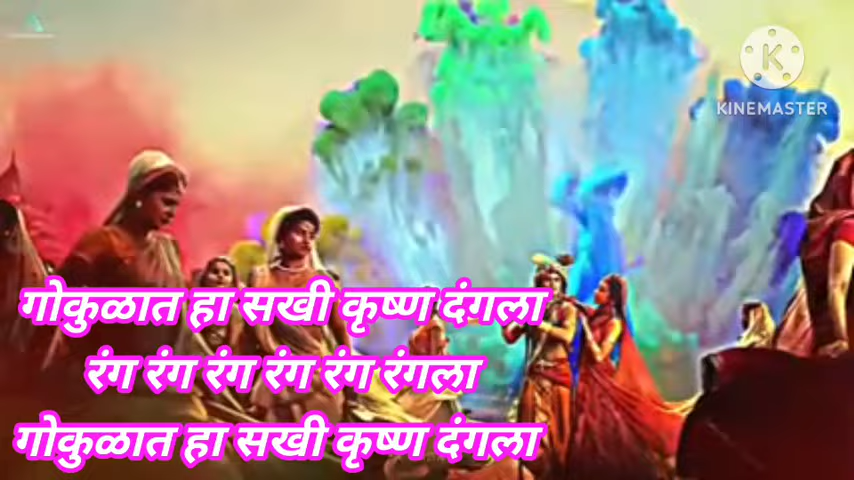 KINEMASTER
गोकुळात हा सखी कृष्ण दंगला
रंग रंग रंग रंग रंग रंगला
गोकुळात हा सखी कृष्ण दंगला